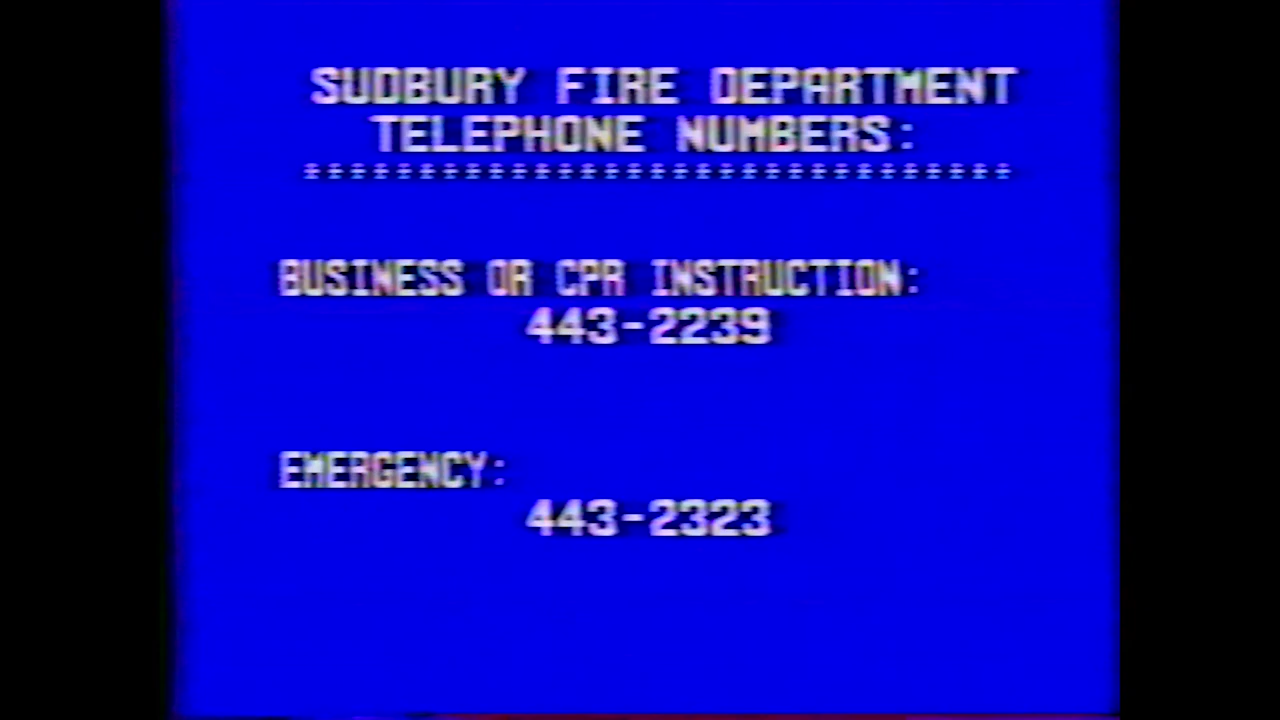 SUDBURY FIRE DEPARTMENT
TELEPHONE NUMBERS:
*******************************
BUSINESS OR CPR INSTRUCTION:
443-2239
EMERGENCY:
443-2323